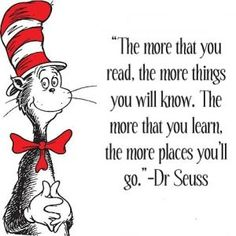 “The more that you
read, the more things
you will know. The
more that you learn,
the more places you'll
go.”-Dr Seuss